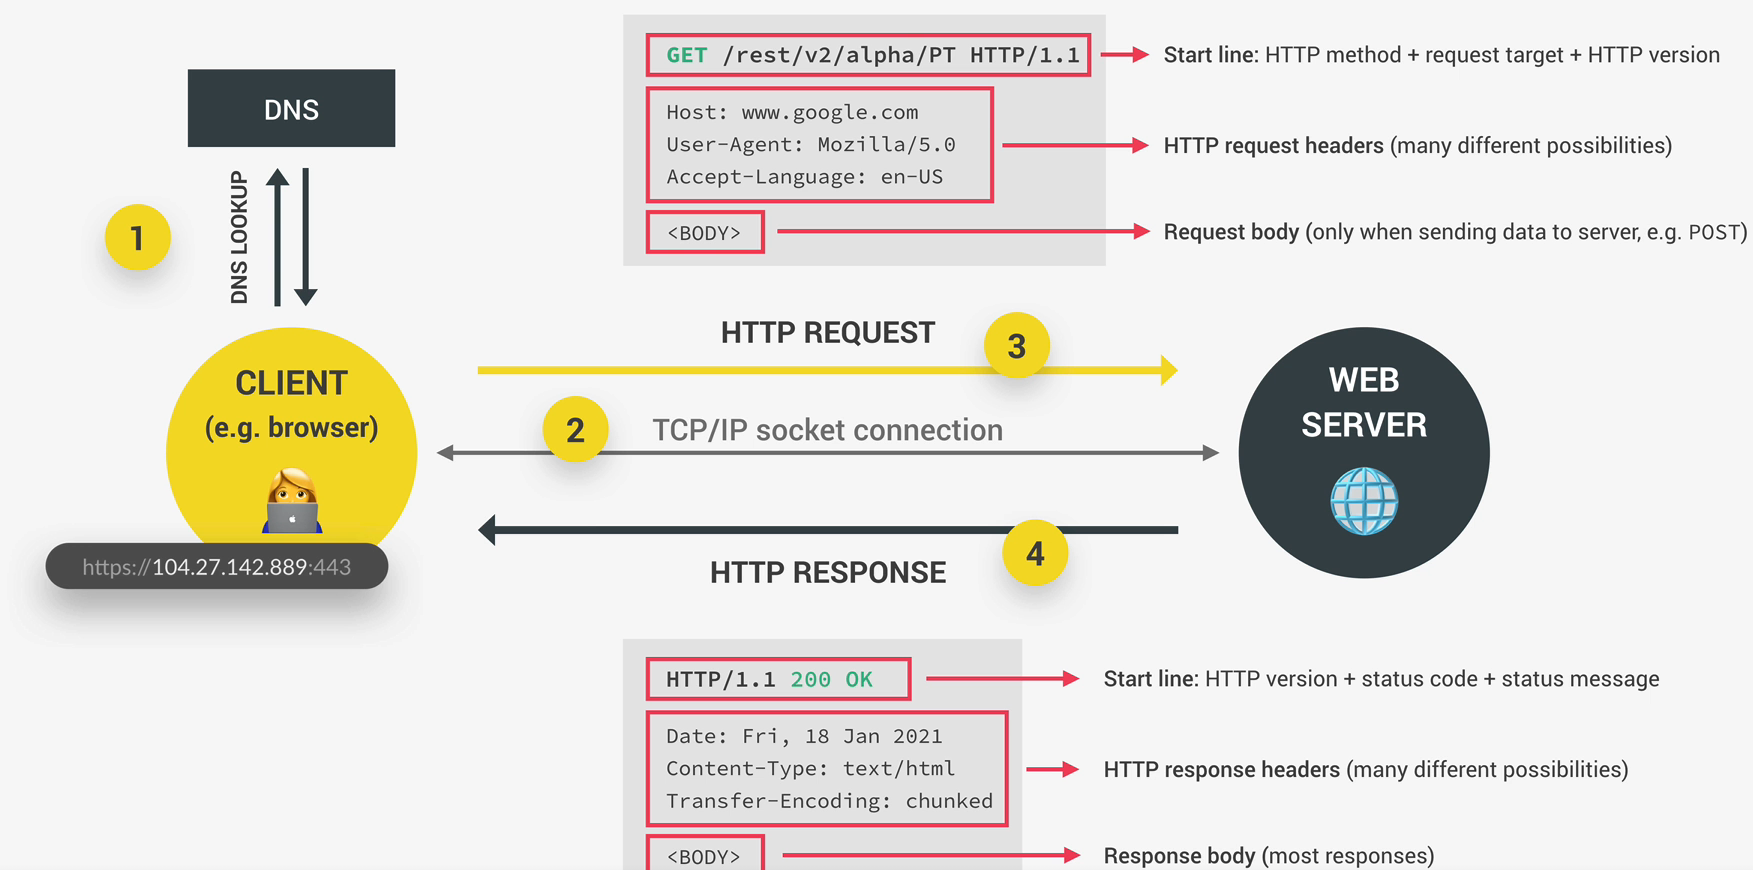 GET /rest/v2/alpha/PT HTTP/1.1
Start line: HTTP method + request target + HTTP version
Host: www.google.com
User-Agent: Mozilla/5.0
Accept-Language: en-US
HTTP request headers (many different possibilities)
<BODY>
Request body (only when sending data to server, e.g. POST)
DNS
DNS LOOKUP
1
CLIENT
(e.g. browser)
https://104.27.142.889:443
HTTP REQUEST
3
2
TCP/IP socket connection
4
HTTP RESPONSE
WEB
SERVER
HTTP/1.1 200 OK
Start line: HTTP version + status code + status message
Date: Fri, 18 Jan 2021
Content-Type: text/html
Transfer-Encoding: chunked
HTTP response headers (many different possibilities)
<BODY>
Response body (most responses)